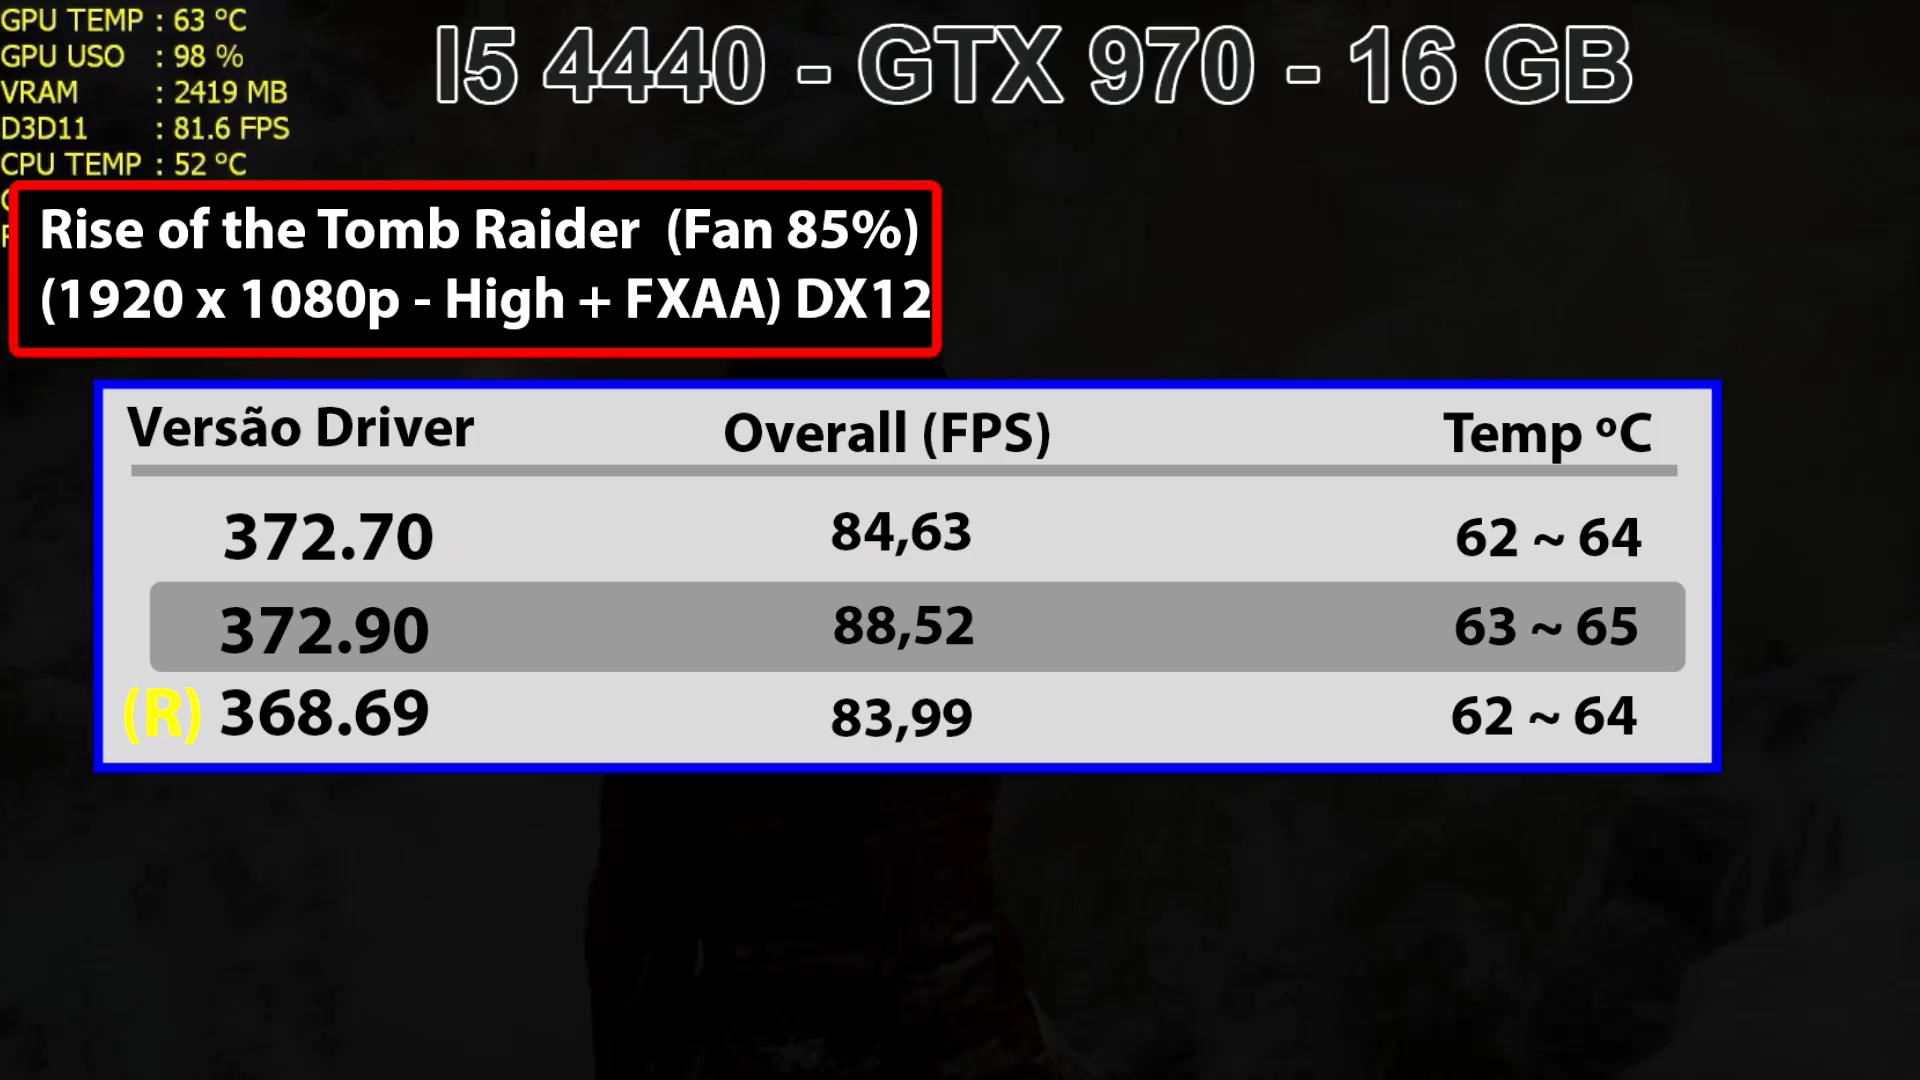 GPU TEMP : 63 ºC
GPU USO : 98 %
VRAM : 2419 MB
D3D11 : 81.6 FPS
CPU TEMP : 52 ºC
I5 4440 - GTX 970 - 16 GB
Rise of the Tomb Raider (Fan 85%)
(1920 x 1080p - High + FXAA) DX12
Versão Driver Overall (FPS) Temp ºC
372.70 84,63 62 ~ 64
372.90 88,52 63 ~ 65
(R) 368.69 83,99 62 ~ 64